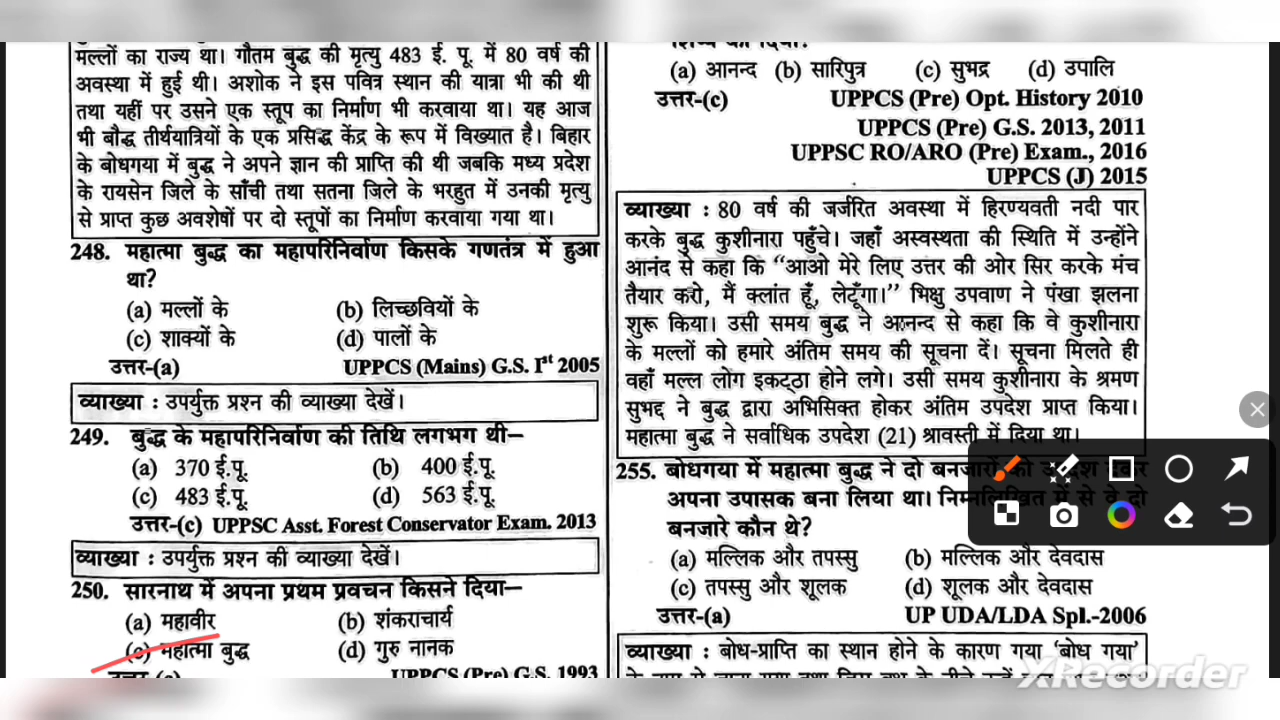 मल्लों का राज्य था। गौतम बुद्ध की मृत्यु 483 ई. पू. में 80 वर्ष की
अवस्था में हुई थी। अशोक ने इस पवित्र स्थान की यात्रा भी की थी
तथा यहीं पर उसने एक स्तूप का निर्माण भी करवाया था। यह आज
भी बौद्ध तीर्थयात्रियों के एक प्रसिद्ध केंद्र के रूप में विख्यात है। बिहार
के बोधगया में बुद्ध ने अपने ज्ञान की प्राप्ति की थी जबकि मध्य प्रदेश
के रायसेन जिले के साँची तथा सतना जिले के भरहुत में उनकी मृत्यु
से प्राप्त कुछ अवशेषों पर दो स्तूपों का निर्माण करवाया गया था।
248. महात्मा बुद्ध का महापरिनिर्वाण किसके गणतंत्र में हुआ
था?
(a) मल्लों के (b) लिच्छवियों के
(c) शाक्यों के (d) पालों के
उत्तर-(a) UPPCS (Mains) G.S. Ist 2005
व्याख्या : उपर्युक्त प्रश्न की व्याख्या देखें।
249. बुद्ध के महापरिनिर्वाण की तिथि लगभग थी–
(a) 370 ई.पू. (b) 400 ई.पू.
(c) 483 ई.पू. (d) 563 ई.पू.
उत्तर-(c) UPPSC Asst. Forest Conservator Exam. 2013
व्याख्या : उपर्युक्त प्रश्न की व्याख्या देखें।
250. सारनाथ में अपना प्रथम प्रवचन किसने दिया–
(a) महावीर (b) शंकराचार्य
(c) महात्मा बुद्ध (d) गुरु नानक
उत्तर-(c) UPPCS (Pre) G.S. 1993
(a) आनन्द (b) सारिपुत्र (c) सुभद्र (d) उपालि
उत्तर-(c) UPPCS (Pre) Opt. History 2010
UPPCS (Pre) G.S. 2013, 2011
UPPSC RO/ARO (Pre) Exam., 2016
UPPCS (J) 2015
व्याख्या : 80 वर्ष की जर्जरित अवस्था में हिरण्यवती नदी पार
करके बुद्ध कुशीनारा पहुँचे। जहाँ अस्वस्थता की स्थिति में उन्होंने
आनंद से कहा कि “आओ मेरे लिए उत्तर की ओर सिर करके मंच
तैयार करो, मैं क्लांत हूँ, लेटूँगा।” भिक्षु उपवाण ने पंखा झलना
शुरू किया। उसी समय बुद्ध ने आनन्द से कहा कि वे कुशीनारा
के मल्लों को हमारे अंतिम समय की सूचना दें। सूचना मिलते ही
वहाँ मल्ल लोग इकट्ठा होने लगे। उसी समय कुशीनारा के श्रमण
सुभद्द ने बुद्ध द्वारा अभिसिक्त होकर अंतिम उपदेश प्राप्त किया।
महात्मा बुद्ध ने सर्वाधिक उपदेश (21) श्रावस्ती में दिया था।
255. बोधगया में महात्मा बुद्ध ने दो बनजारों को
अपना उपासक बना लिया था। निम्नलिखित में से वे दो
बनजारे कौन थे?
(a) मल्लिक और तपस्सु (b) मल्लिक और देवदास
(c) तपस्सु और शूलक (d) शूलक और देवदास
उत्तर-(a) UP UDA/LDA Spl.-2006
व्याख्या : बोध-प्राप्ति का स्थान होने के कारण गया ‘बोध गया’
XRecorder